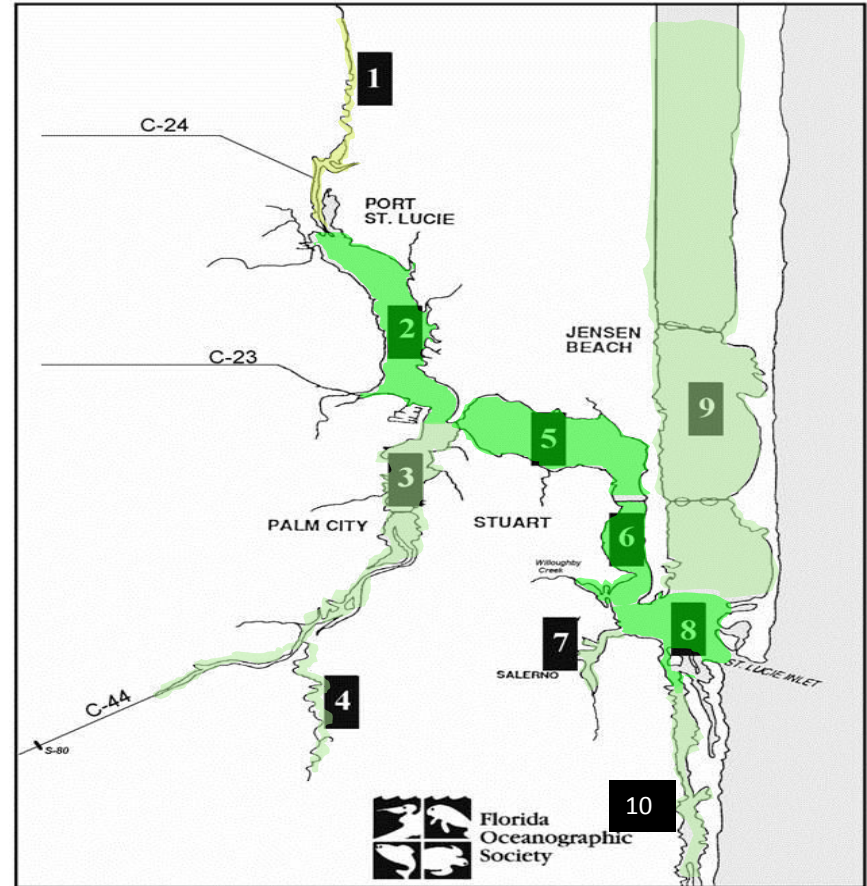 1
C-24
PORT
ST. LUCIE
2
JENSEN
BEACH
C-23
9
5
3
PALM CITY
STUART
6
Willoughby
Creek
7
8
SALERNO
ST. LUCIE INLET
4
C-44
S-80
10
Florida
Oceanographic
Society